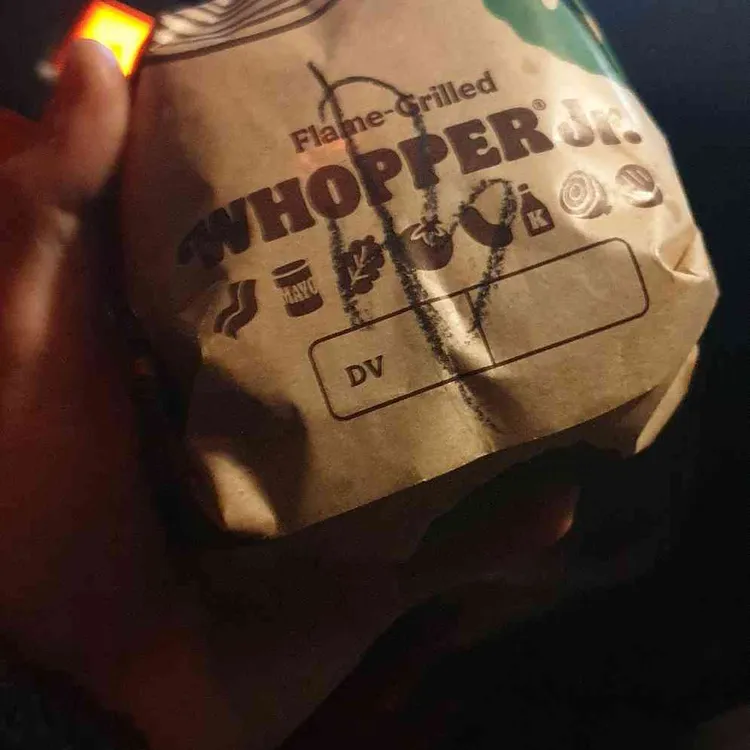 Flame-Grilled
WHOPPER® Jr.
MAYO
K
DV